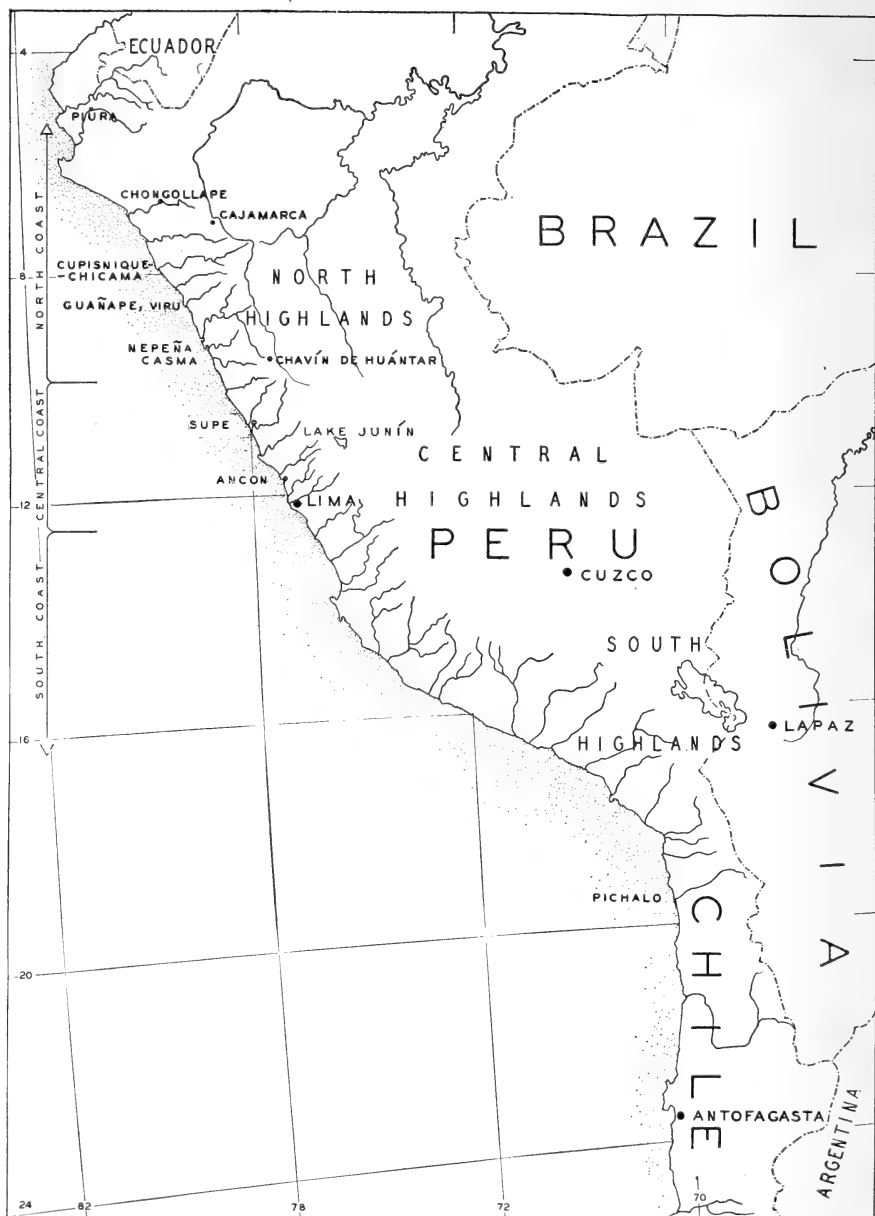 ECUADOR
4
PIURA
CHONGOLLAPE
CAJAMARCA
BRAZIL
NORTH COAST
CUPISNIQUE-
-CHICAMA
8
NORTH
HIGHLANDS
GUAÑAPE, VIRU
NEPEÑA
CASMA
CHAVÍN DE HUÁNTAR
CENTRAL COAST
SUPE
LAKE JUNÍN
CENTRAL
HIGHLANDS
ANCON
LIMA
12
PERU
CUZCO
BOLIVIA
SOUTH COAST
SOUTH
HIGHLANDS
LAPAZ
16
PICHALO
CHILE
20
ANTOFAGASTA
ARGENTINA
24
82
78
72
70